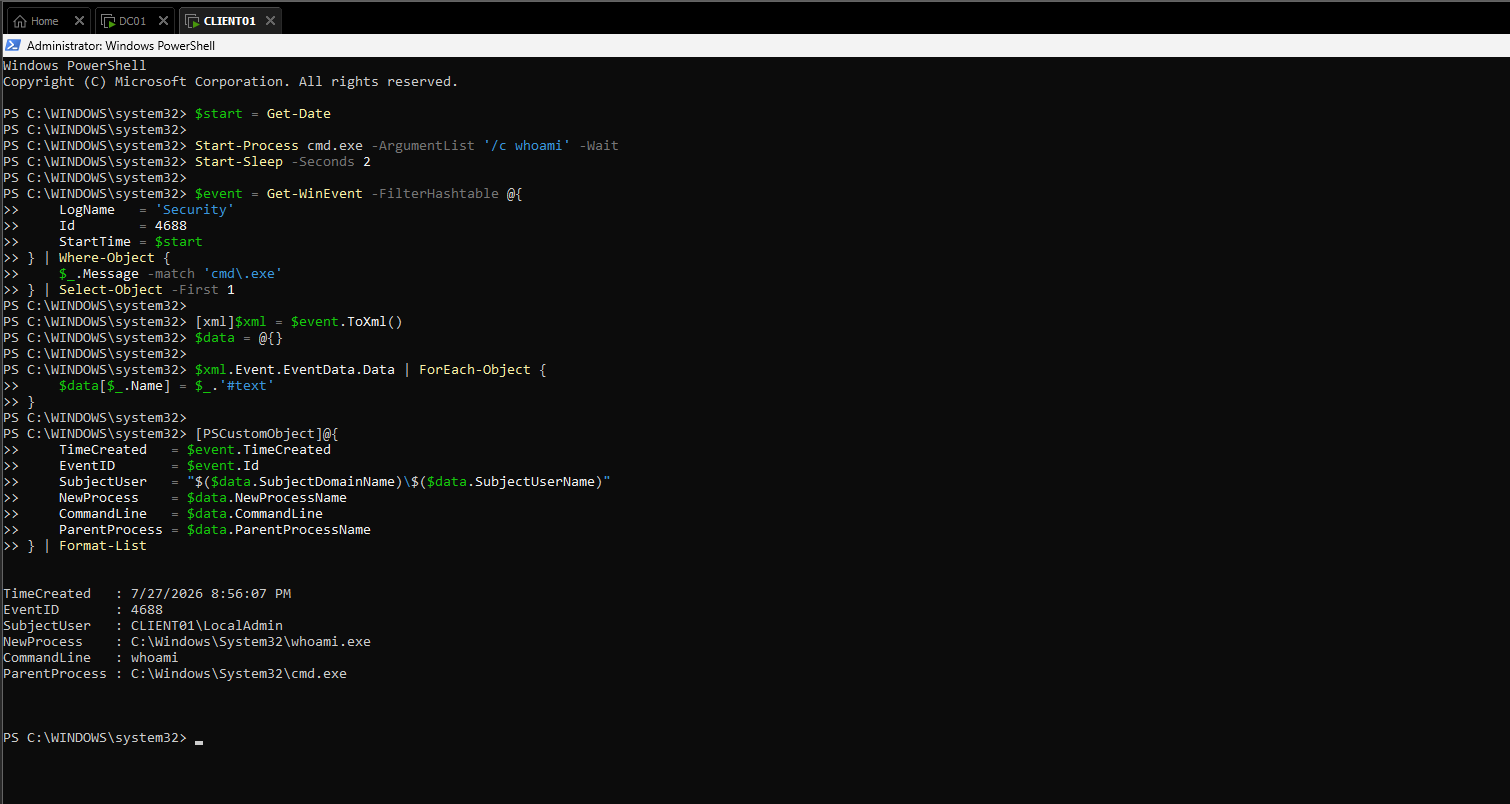 Home DC01 CLIENT01
Administrator: Windows PowerShell
Windows PowerShell
Copyright (C) Microsoft Corporation. All rights reserved.
PS C:\WINDOWS\system32> $start = Get-Date
PS C:\WINDOWS\system32>
PS C:\WINDOWS\system32> Start-Process cmd.exe -ArgumentList '/c whoami' -Wait
PS C:\WINDOWS\system32> Start-Sleep -Seconds 2
PS C:\WINDOWS\system32>
PS C:\WINDOWS\system32> $event = Get-WinEvent -FilterHashtable @{
>>     LogName   = 'Security'
>>     Id        = 4688
>>     StartTime = $start
>> } | Where-Object {
>>     $_.Message -match 'cmd\.exe'
>> } | Select-Object -First 1
PS C:\WINDOWS\system32>
PS C:\WINDOWS\system32> [xml]$xml = $event.ToXml()
PS C:\WINDOWS\system32> $data = @{}
PS C:\WINDOWS\system32>
PS C:\WINDOWS\system32> $xml.Event.EventData.Data | ForEach-Object {
>>     $data[$_.Name] = $_.'#text'
>> }
PS C:\WINDOWS\system32>
PS C:\WINDOWS\system32> [PSCustomObject]@{
>>     TimeCreated   = $event.TimeCreated
>>     EventID       = $event.Id
>>     SubjectUser   = "$($data.SubjectDomainName)\$($data.SubjectUserName)"
>>     NewProcess    = $data.NewProcessName
>>     CommandLine   = $data.CommandLine
>>     ParentProcess = $data.ParentProcessName
>> } | Format-List
TimeCreated   : 7/27/2026 8:56:07 PM
EventID       : 4688
SubjectUser   : CLIENT01\LocalAdmin
NewProcess    : C:\Windows\System32\whoami.exe
CommandLine   : whoami
ParentProcess : C:\Windows\System32\cmd.exe
PS C:\WINDOWS\system32>